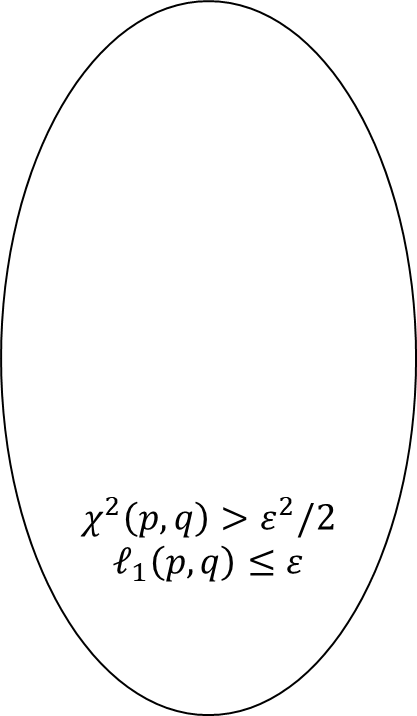 χ²(p, q) > ε²/2
ℓ₁(p, q) ≤ ε